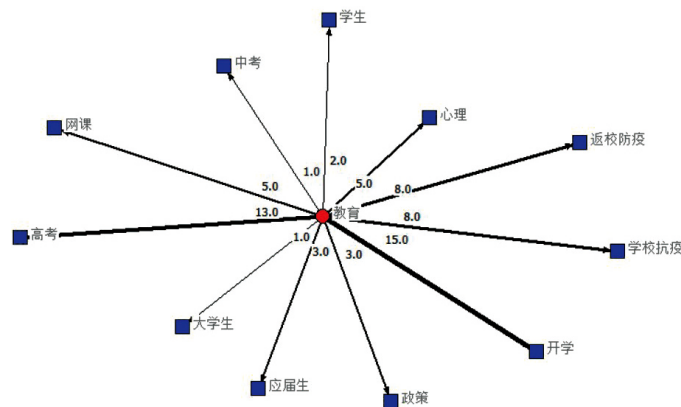 学生
中考
心理
网课
返校防疫
1.0
2.0
5.0
5.0
8.0
教育
13.0
8.0
高考
1.0
15.0
3.0
3.0
学校抗疫
大学生
开学
应届生
政策